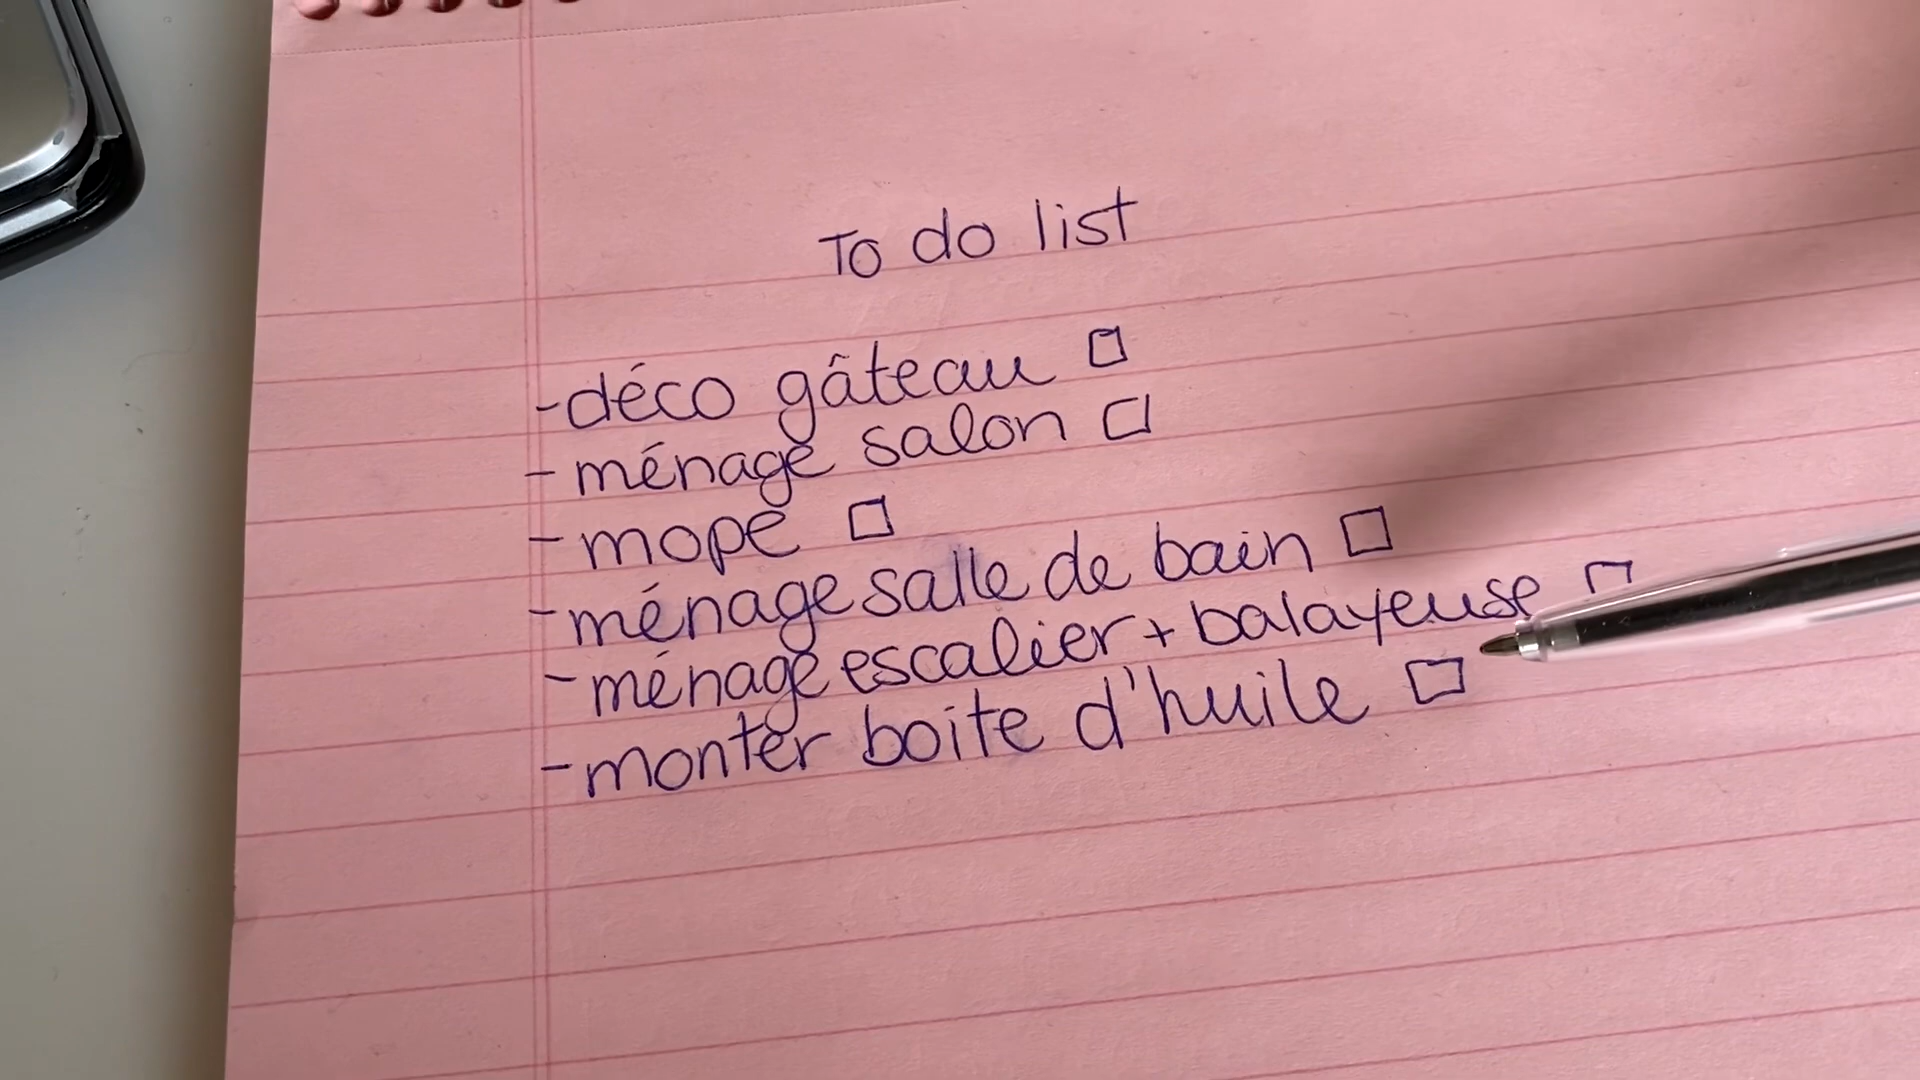 To do list
-déco gâteau □
- ménage salon □
- mope □
- ménage salle de bain □
- ménage escalier + balayeuse □
- monter boite d'huile □